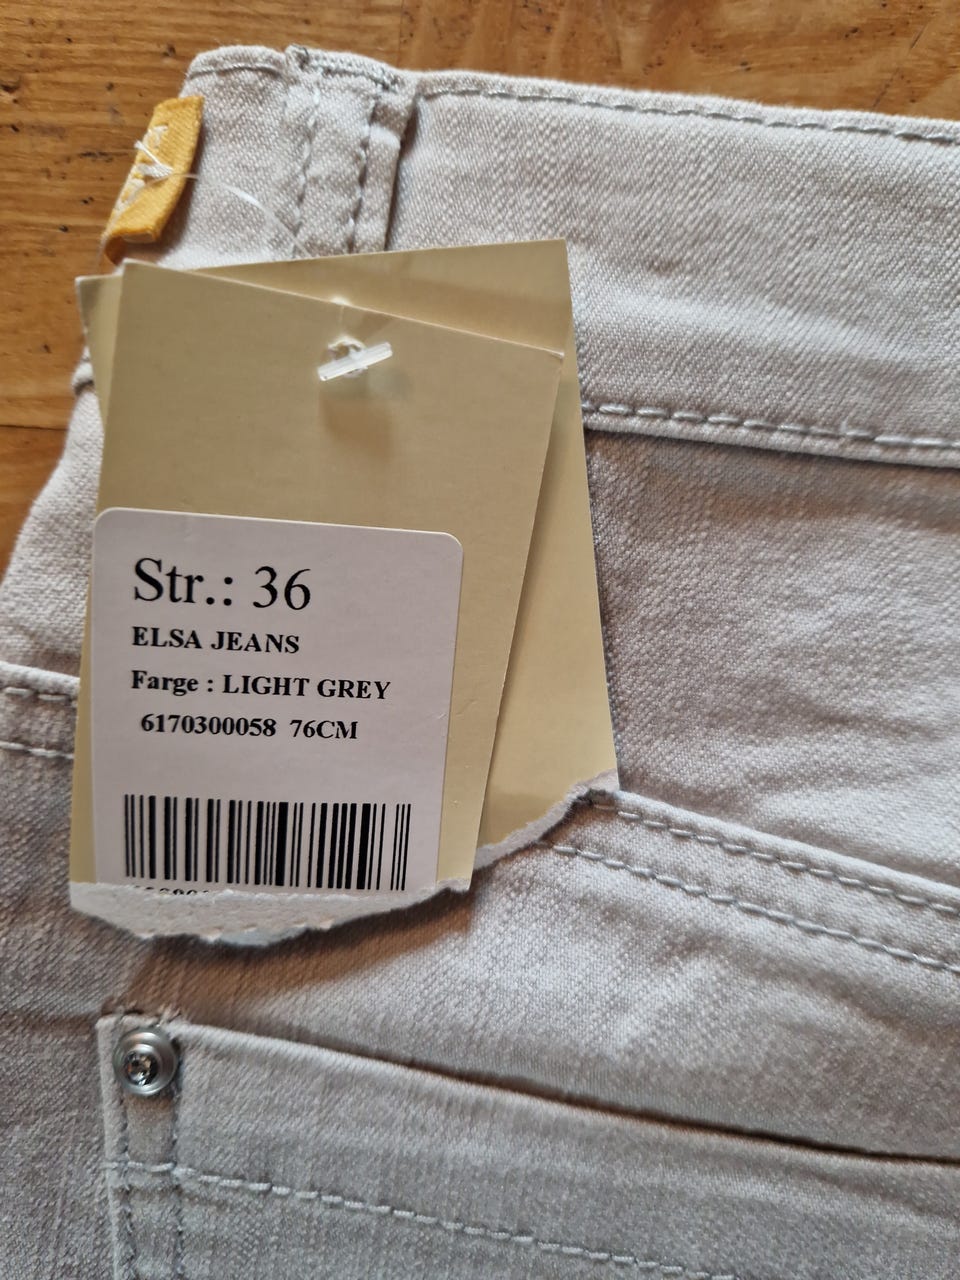 Str.: 36
ELSA JEANS
Farge : LIGHT GREY
6170300058 76CM